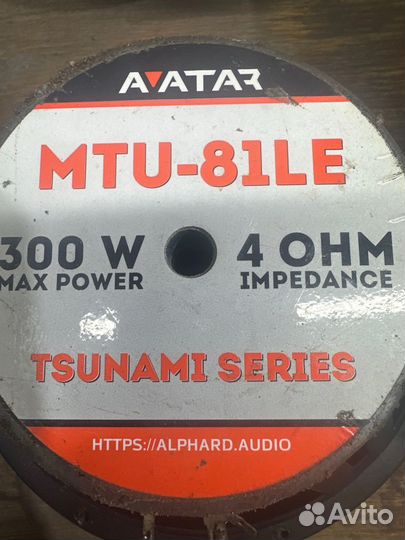 AVATAR
MTU-81LE
300 W
MAX POWER
4 OHM
IMPEDANCE
TSUNAMI SERIES
HTTPS://ALPHARD.AUDIO
Avito